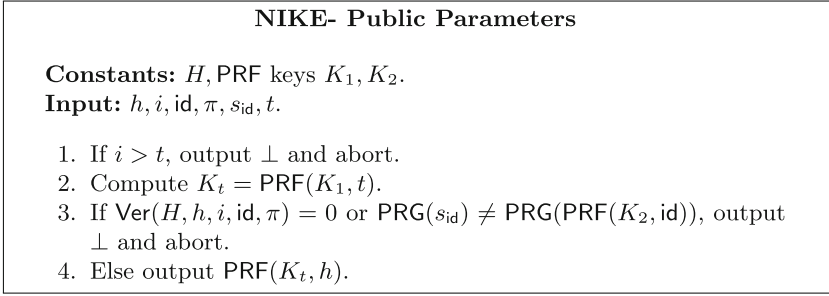 NIKE- Public Parameters
Constants: H, PRF keys K₁, K₂.
Input: h, i, id, π, s_id, t.
1. If i > t, output ⊥ and abort.
2. Compute Kₜ = PRF(K₁, t).
3. If Ver(H, h, i, id, π) = 0 or PRG(s_id) ≠ PRG(PRF(K₂, id)), output
⊥ and abort.
4. Else output PRF(Kₜ, h).